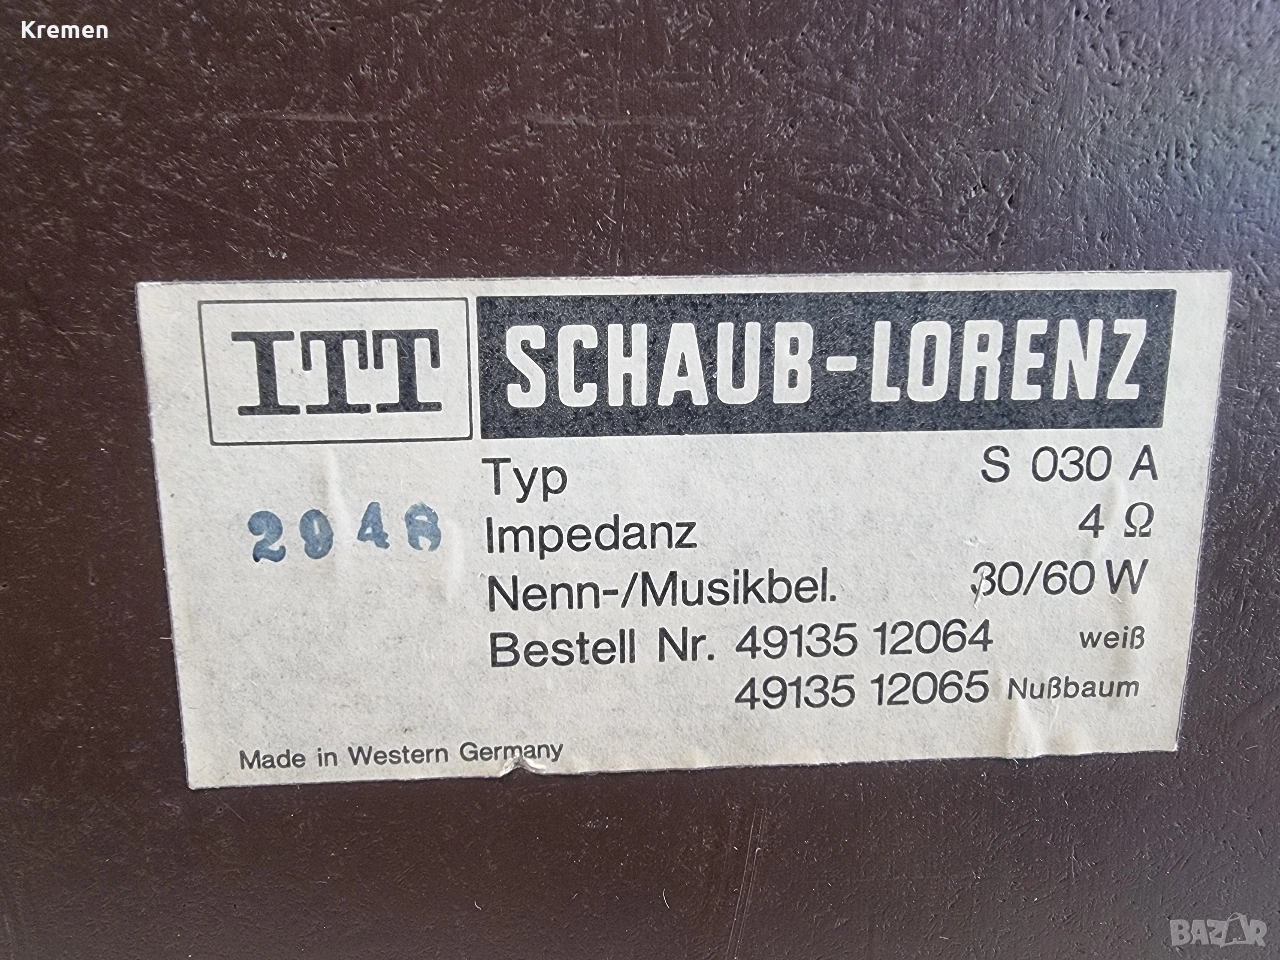 Kremen
ITT SCHAUB-LORENZ
Typ S 030 A
2948 Impedanz 4 Ω
Nenn-/Musikbel. 30/60 W
Bestell Nr. 49135 12064 weiß
49135 12065 Nußbaum
Made in Western Germany
BAZAR